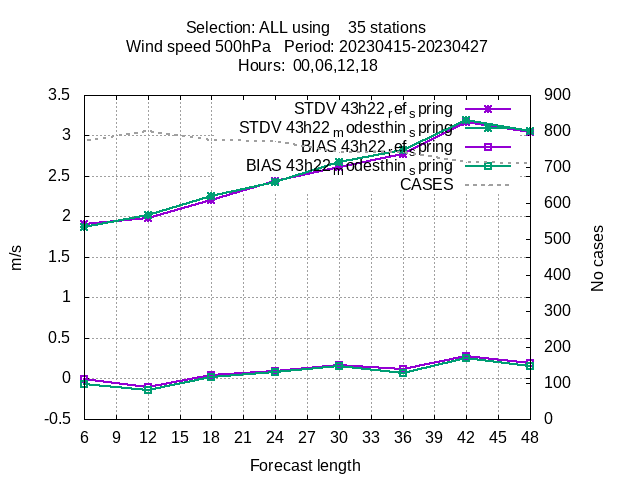 Selection: ALL using 35 stations
Wind speed 500hPa Period: 20230415-20230427
Hours: 00,06,12,18
STDV 43h22_ref_spring
STDV 43h22_modesthin_spring
BIAS 43h22_ref_spring
BIAS 43h22_modesthin_spring
CASES
3.5
3
2.5
2
1.5
1
0.5
0
-0.5
m/s
900
800
700
600
500
400
300
200
100
0
No cases
6 9 12 15 18 21 24 27 30 33 36 39 42 45 48
Forecast length